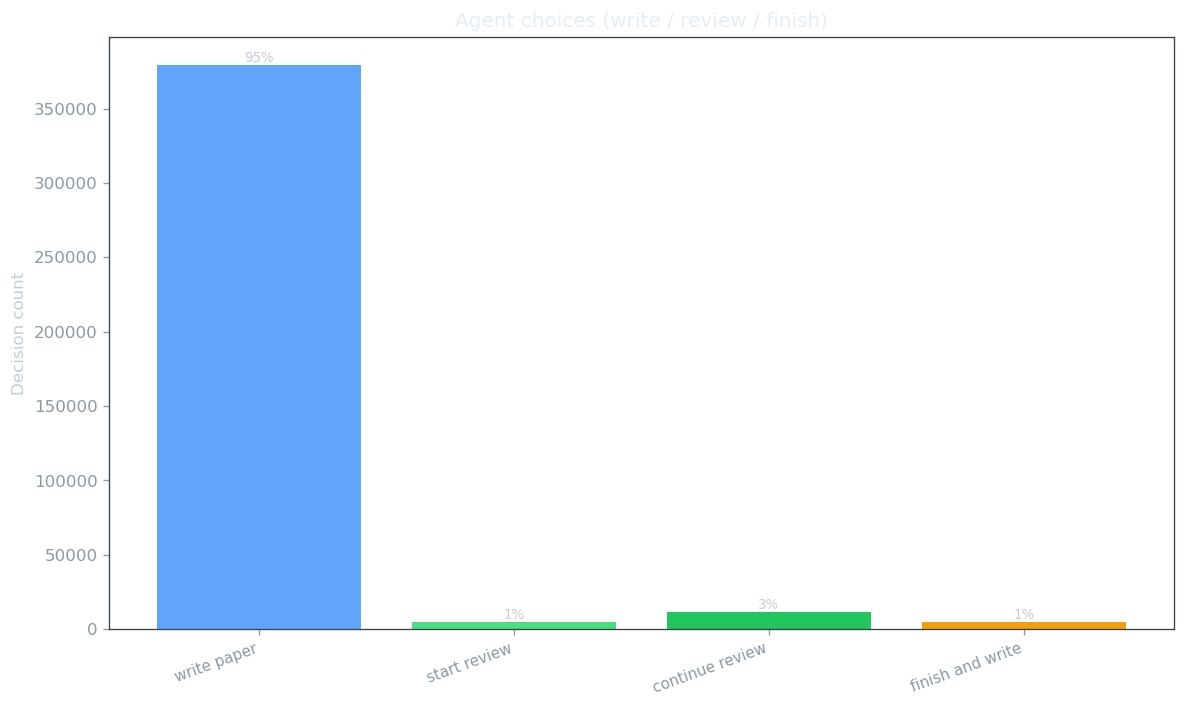 Agent choices (write / review / finish)
Decision count
350000
300000
250000
200000
150000
100000
50000
0
95%
1%
3%
1%
write paper
start review
continue review
finish and write